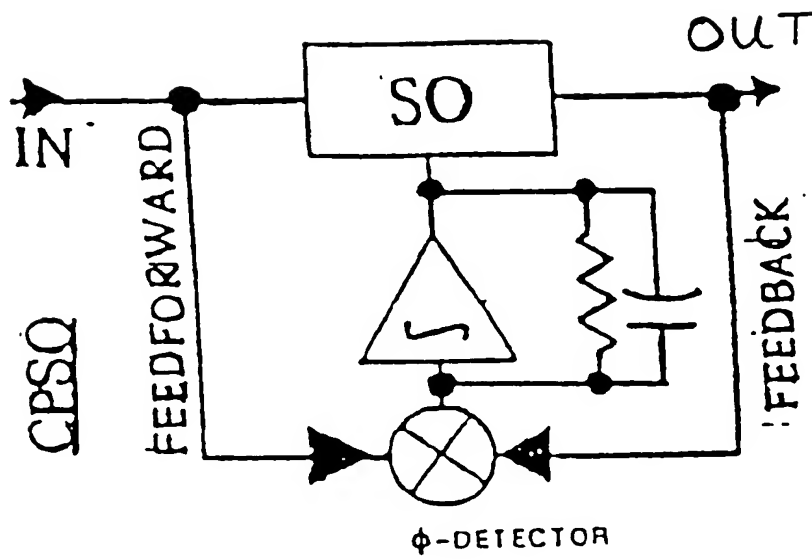 OUT
SO
IN
FEEDFORWARD
FEEDBACK
CPSO
ϕ-DETECTOR